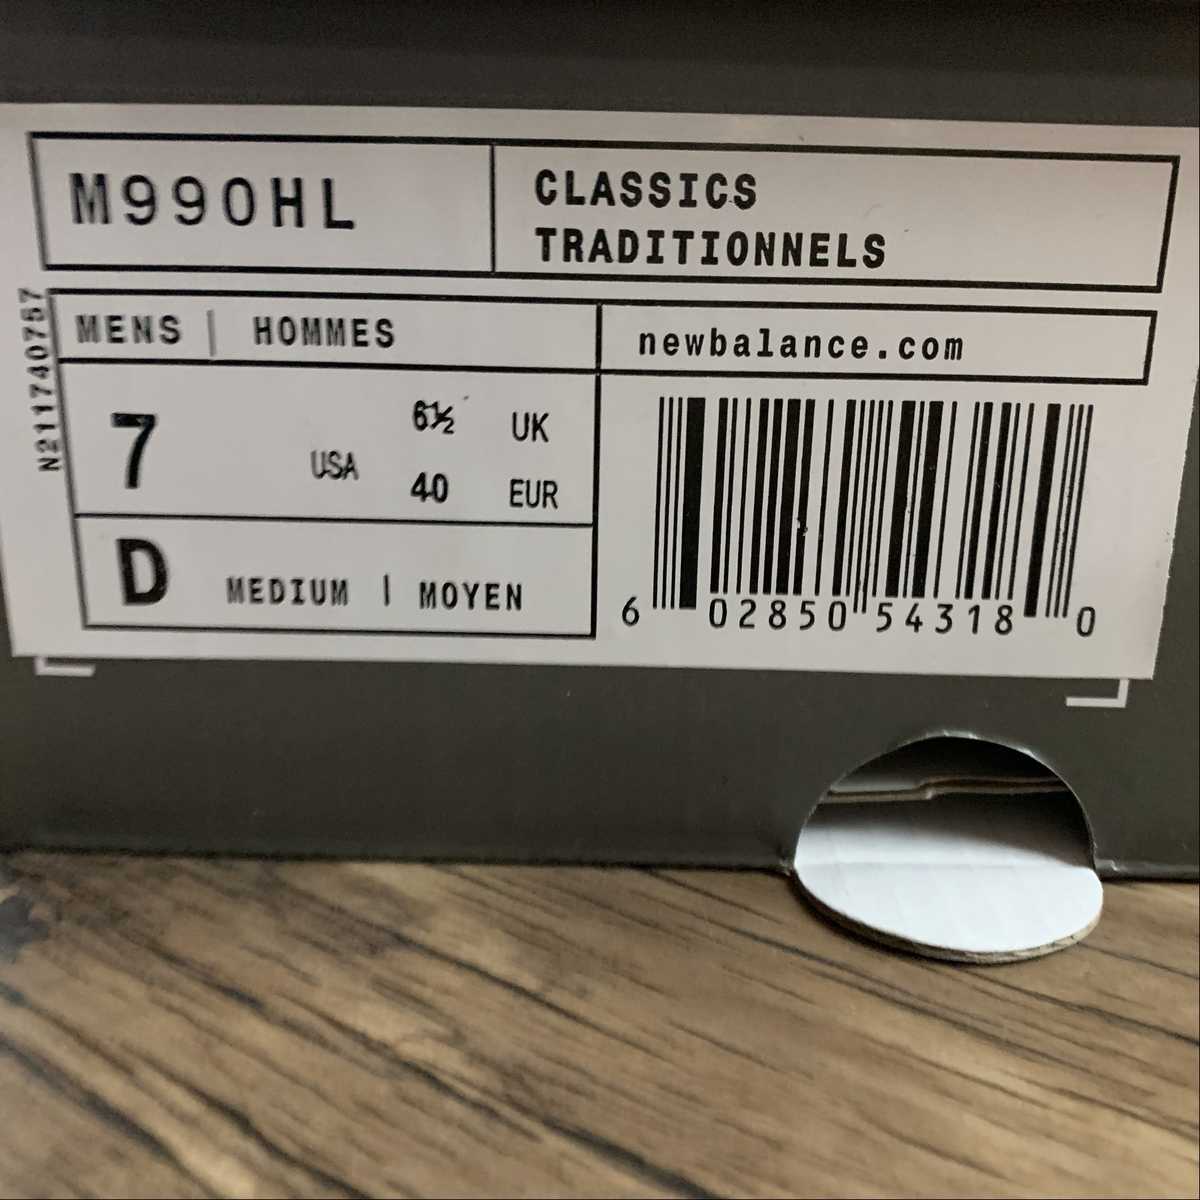 M990HL
CLASSICS
TRADITIONNELS
N211740757
MENS | HOMMES
newbalance.com
7 USA
6½ UK
40 EUR
D MEDIUM | MOYEN
6 02850 54318 0